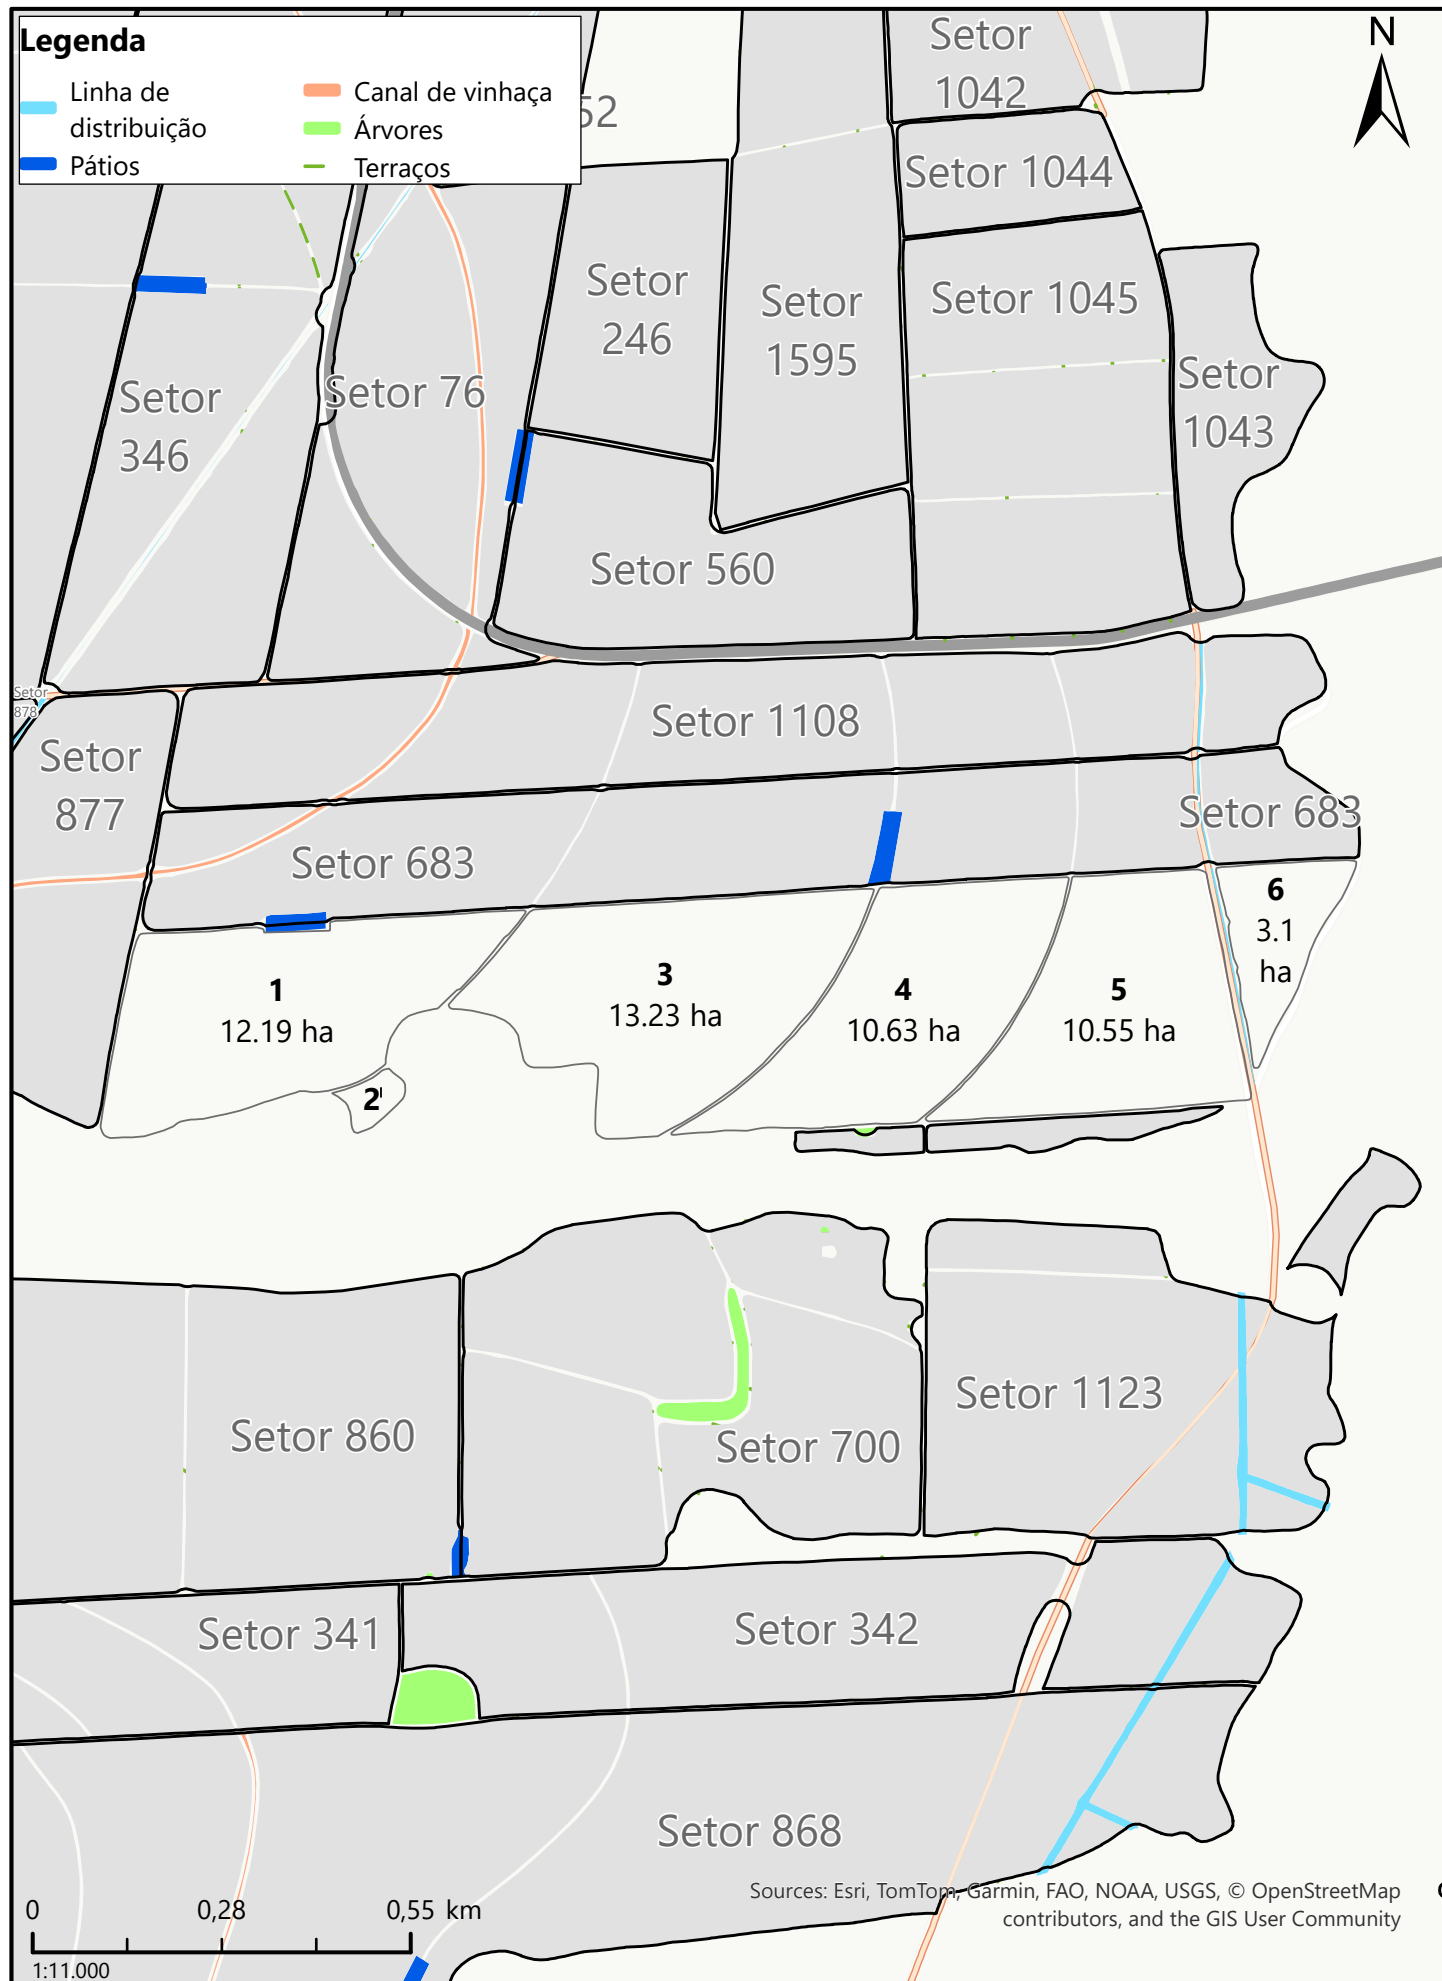 Legenda
Linha de
distribuição
Pátios
Canal de vinhaça
Árvores
Terraços
N
52
Setor
1042
Setor 1044
Setor
246
Setor
1595
Setor 1045
Setor
346
Setor 76
Setor
1043
Setor 560
Setor
878
Setor
877
Setor 1108
Setor 683
Setor 683
1
12.19 ha
2
3
13.23 ha
4
10.63 ha
5
10.55 ha
6
3.1
ha
Setor 860
Setor 700
Setor 1123
Setor 341
Setor 342
Setor 868
0 0,28 0,55 km
1:11.000
Sources: Esri, TomTom, Garmin, FAO, NOAA, USGS, © OpenStreetMap
contributors, and the GIS User Community